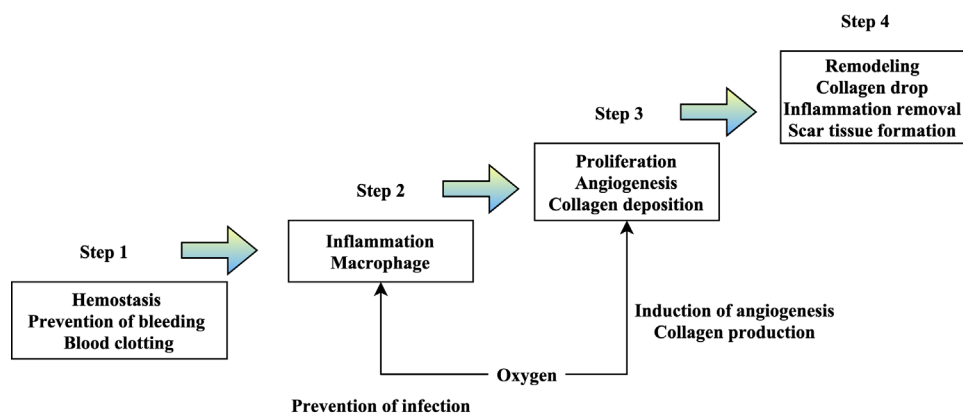 Step 1
Hemostasis
Prevention of bleeding
Blood clotting
Step 2
Inflammation
Macrophage
Step 3
Proliferation
Angiogenesis
Collagen deposition
Step 4
Remodeling
Collagen drop
Inflammation removal
Scar tissue formation
Induction of angiogenesis
Collagen production
Oxygen
Prevention of infection